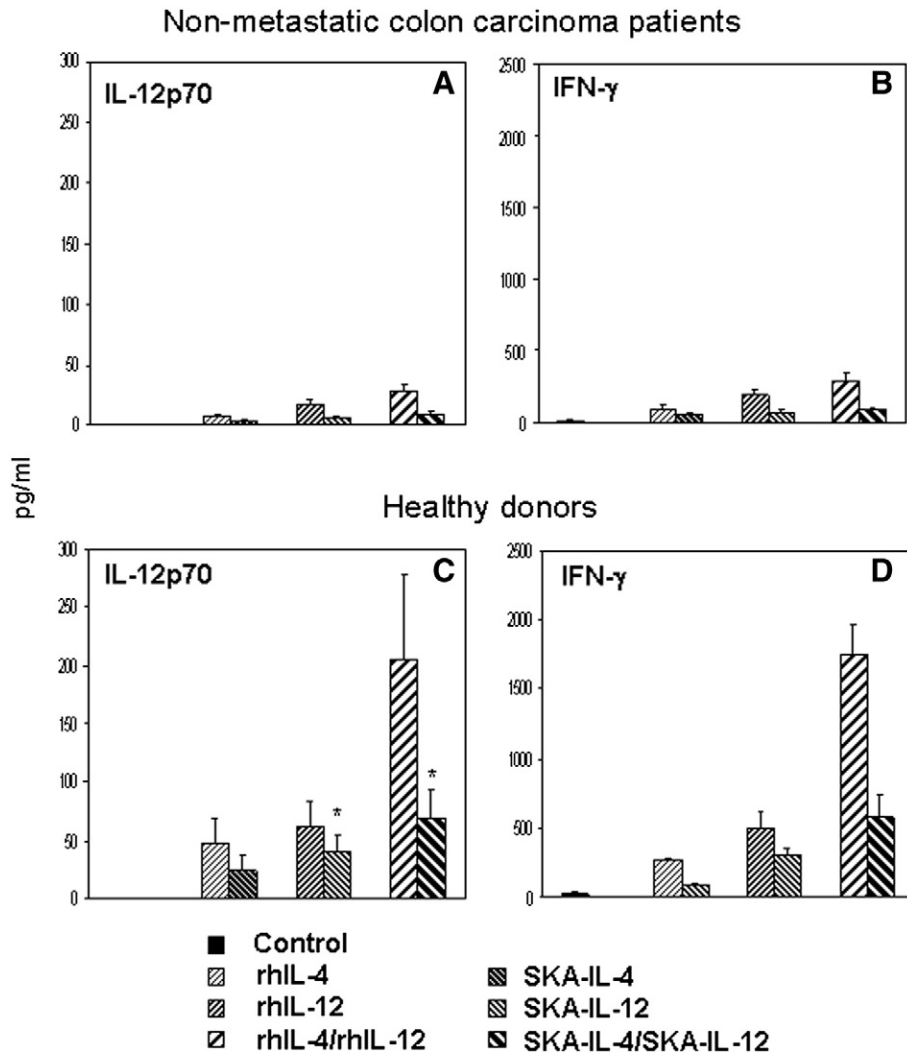 Non-metastatic colon carcinoma patients
IL-12p70
A
300
250
200
150
100
50
0
IFN-γ
B
2500
2000
1500
1000
500
0
pg/ml
Healthy donors
IL-12p70
C
300
250
200
150
100
50
0
*
*
IFN-γ
D
2500
2000
1500
1000
500
0
Control
rhIL-4
SKA-IL-4
rhIL-12
SKA-IL-12
rhIL-4/rhIL-12
SKA-IL-4/SKA-IL-12